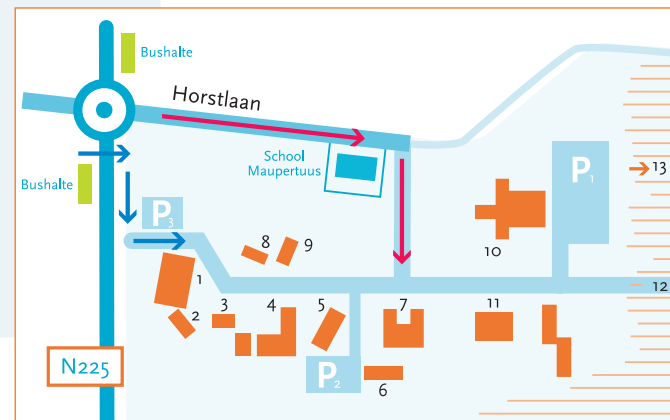 Bushalte
Horstlaan
School
Maupertuus
P1
13
Bushalte
P3
8
9
10
1
12
2
3
4
5
7
11
N225
P2
6